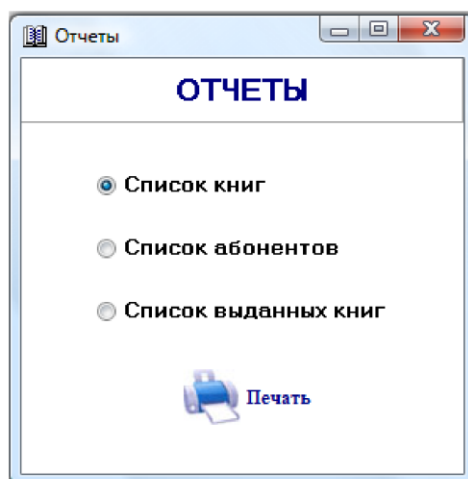 Отчеты
ОТЧЕТЫ
Список книг
Список абонентов
Список выданных книг
Печать